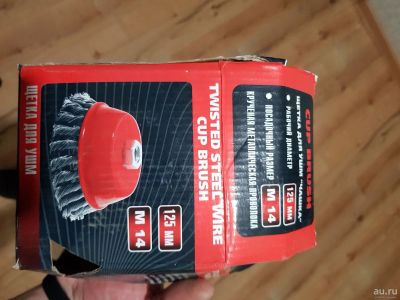 CUP BRUSH
ЩЕТКА ДЛЯ УШМ "ЧАШКА"
РАБОЧИЙ ДИАМЕТР 125 ММ
ПОСАДОЧНЫЙ РАЗМЕР M 14
КРУЧЕНАЯ МЕТАЛЛИЧЕСКАЯ ПРОВОЛОКА
TWISTED STEEL WIRE
CUP BRUSH
125 ММ
M 14
ЩЕТКА ДЛЯ УШМ
au.ru